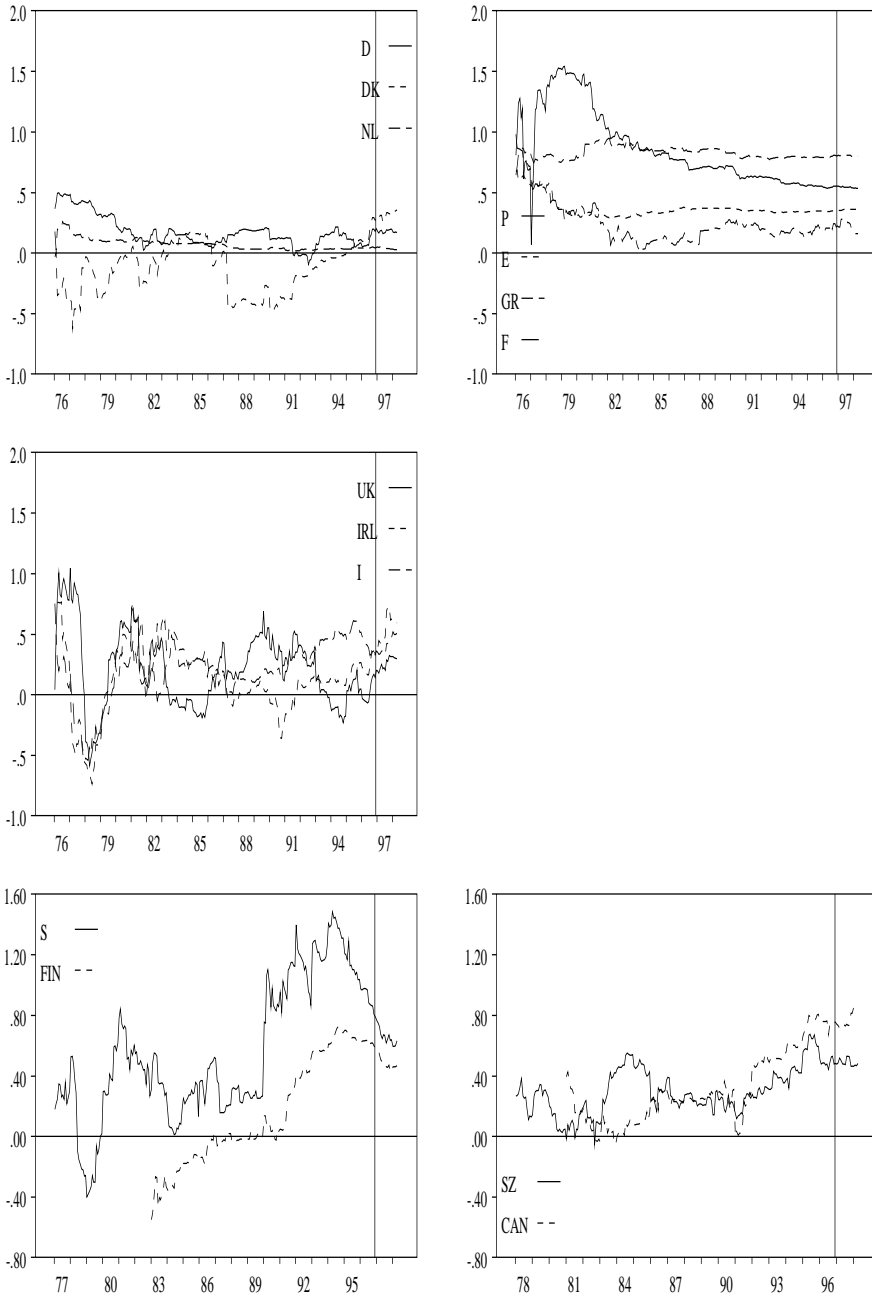 2.0
1.5
1.0
.5
.0
-.5
-1.0
D
DK
NL
76 79 82 85 88 91 94 97
2.0
1.5
1.0
.5
.0
-.5
-1.0
P
E
GR
F
76 79 82 85 88 91 94 97
2.0
1.5
1.0
.5
.0
-.5
-1.0
UK
IRL
I
76 79 82 85 88 91 94 97
1.60
1.20
.80
.40
.00
-.40
-.80
S
FIN
77 80 83 86 89 92 95
1.60
1.20
.80
.40
.00
-.40
-.80
SZ
CAN
78 81 84 87 90 93 96